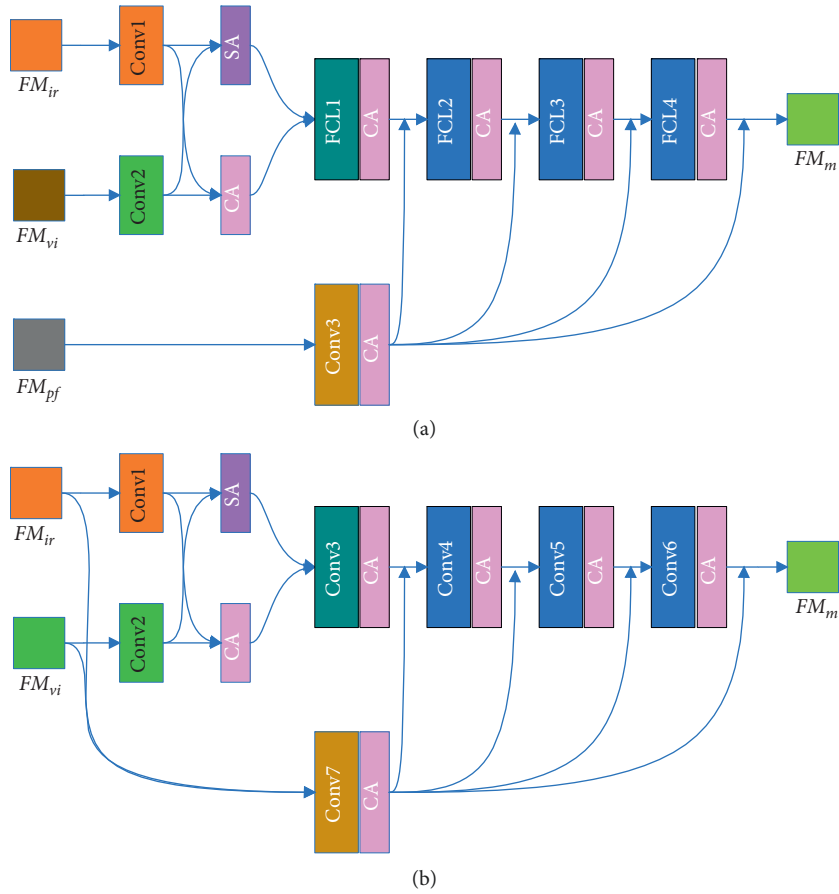 FM_ir
Conv1
SA
FM_vi
Conv2
CA
FCL1
CA
FCL2
CA
FCL3
CA
FCL4
CA
FM_m
FM_pf
Conv3
CA
(a)
FM_ir
Conv1
SA
FM_vi
Conv2
CA
Conv3
CA
Conv4
CA
Conv5
CA
Conv6
CA
FM_m
Conv7
CA
(b)